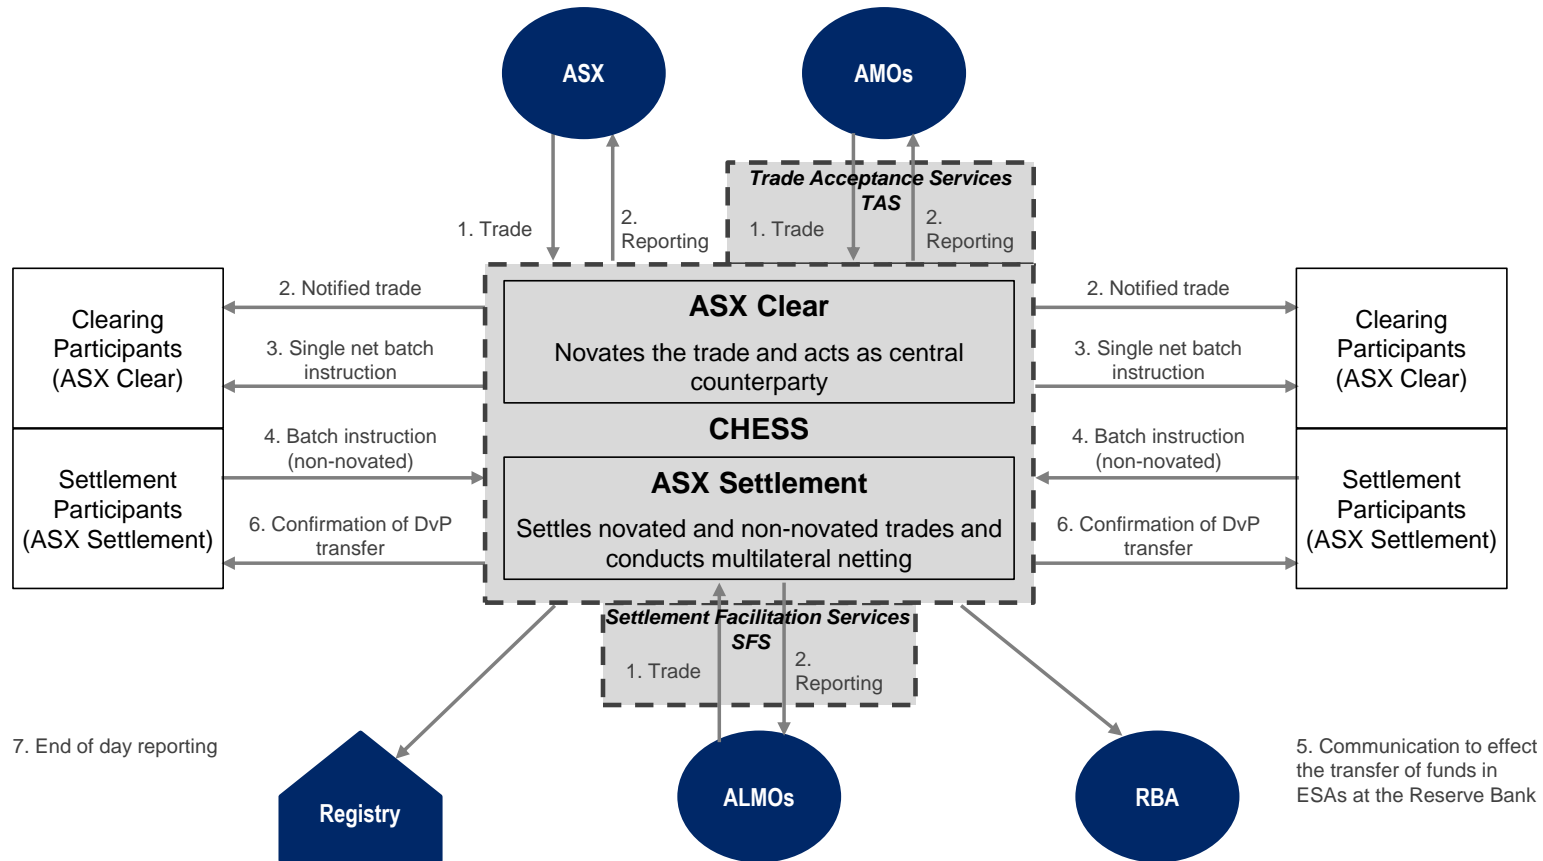 ASX
AMOs
Trade Acceptance Services
TAS
1. Trade
2.
Reporting
1. Trade
2.
Reporting
Clearing
Participants
(ASX Clear)
Settlement
Participants
(ASX Settlement)
2. Notified trade
3. Single net batch
instruction
4. Batch instruction
(non-novated)
6. Confirmation of DvP
transfer
ASX Clear
Novates the trade and acts as central
counterparty
CHESS
ASX Settlement
Settles novated and non-novated trades and
conducts multilateral netting
2. Notified trade
3. Single net batch
instruction
4. Batch instruction
(non-novated)
6. Confirmation of DvP
transfer
Clearing
Participants
(ASX Clear)
Settlement
Participants
(ASX Settlement)
Settlement Facilitation Services
SFS
1. Trade
2.
Reporting
7. End of day reporting
5. Communication to effect
the transfer of funds in
ESAs at the Reserve Bank
Registry
ALMOs
RBA